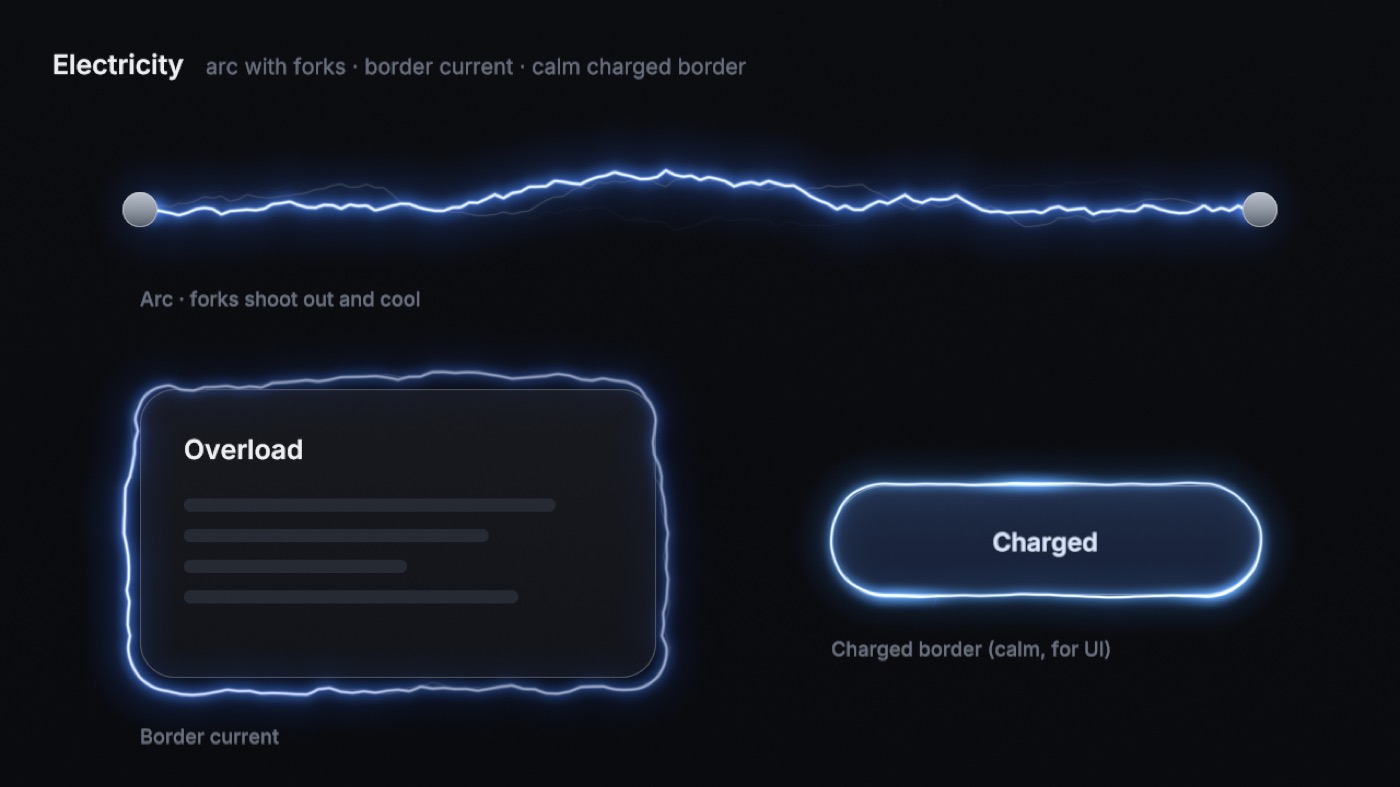 Electricity arc with forks · border current · calm charged border
Arc · forks shoot out and cool
Overload
Charged
Charged border (calm, for UI)
Border current